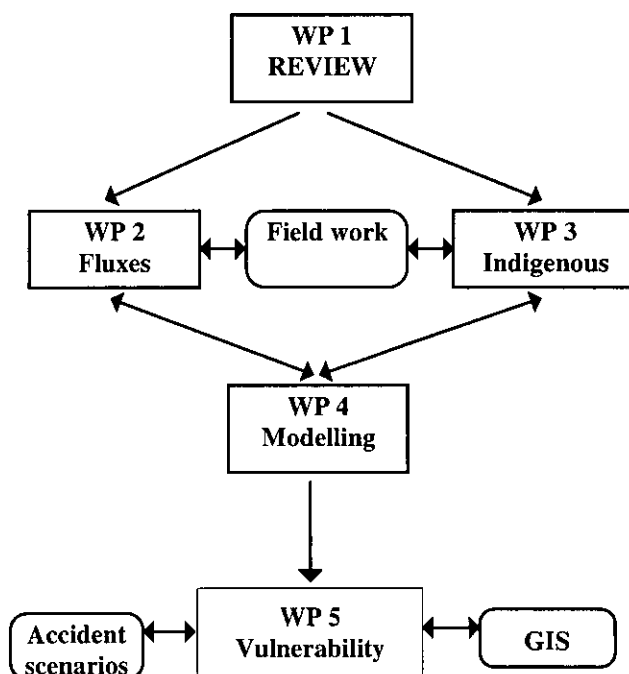 WP 1
REVIEW
WP 2
Fluxes
Field work
WP 3
Indigenous
WP 4
Modelling
Accident
scenarios
WP 5
Vulnerability
GIS